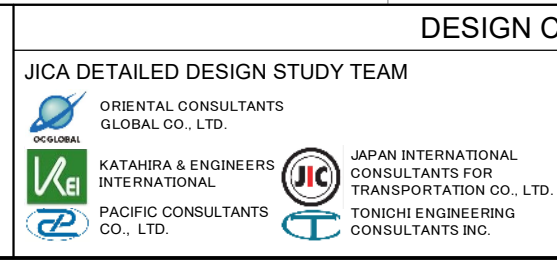 DESIGN C
JICA DETAILED DESIGN STUDY TEAM
OCGLOBAL
ORIENTAL CONSULTANTS
GLOBAL CO., LTD.
KEI
KATAHIRA & ENGINEERS
INTERNATIONAL
PACIFIC CONSULTANTS
CO., LTD.
JIC
JAPAN INTERNATIONAL
CONSULTANTS FOR
TRANSPORTATION CO., LTD.
TONICHI ENGINEERING
CONSULTANTS INC.